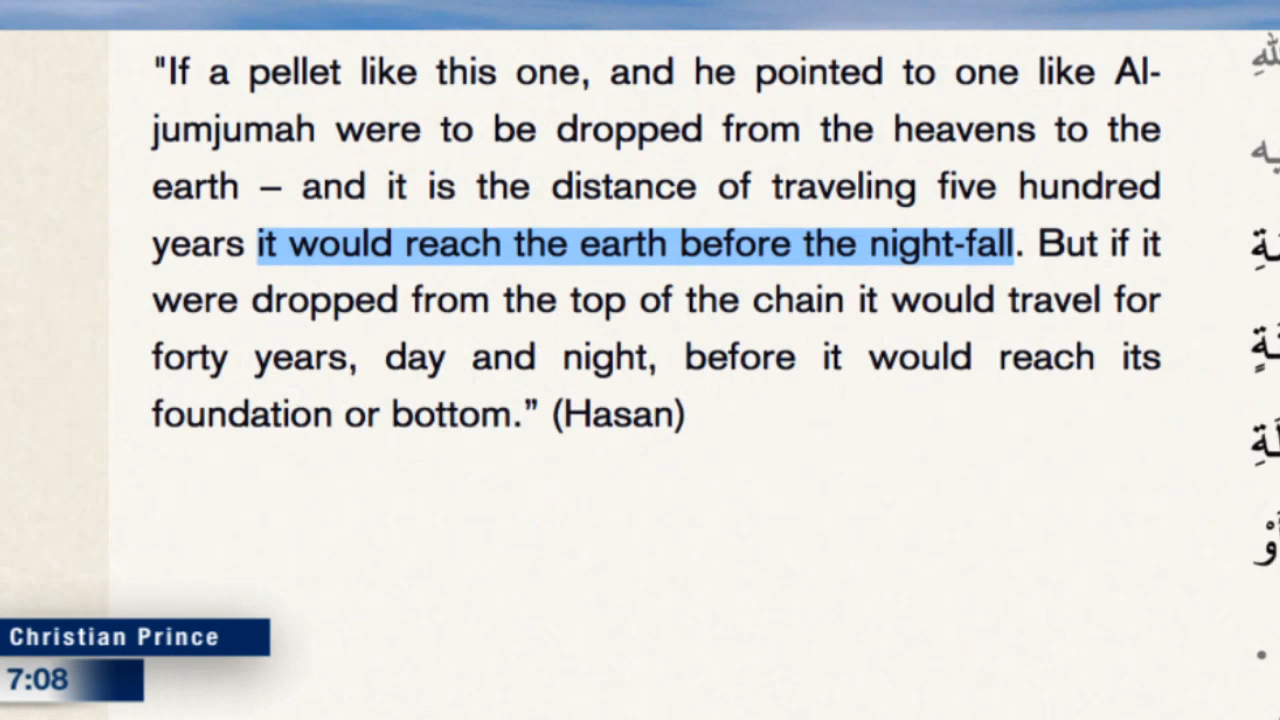 "If a pellet like this one, and he pointed to one like Al-
jumjumah were to be dropped from the heavens to the
earth – and it is the distance of traveling five hundred
years it would reach the earth before the night-fall. But if it
were dropped from the top of the chain it would travel for
forty years, day and night, before it would reach its
foundation or bottom.” (Hasan)
Christian Prince
7:08